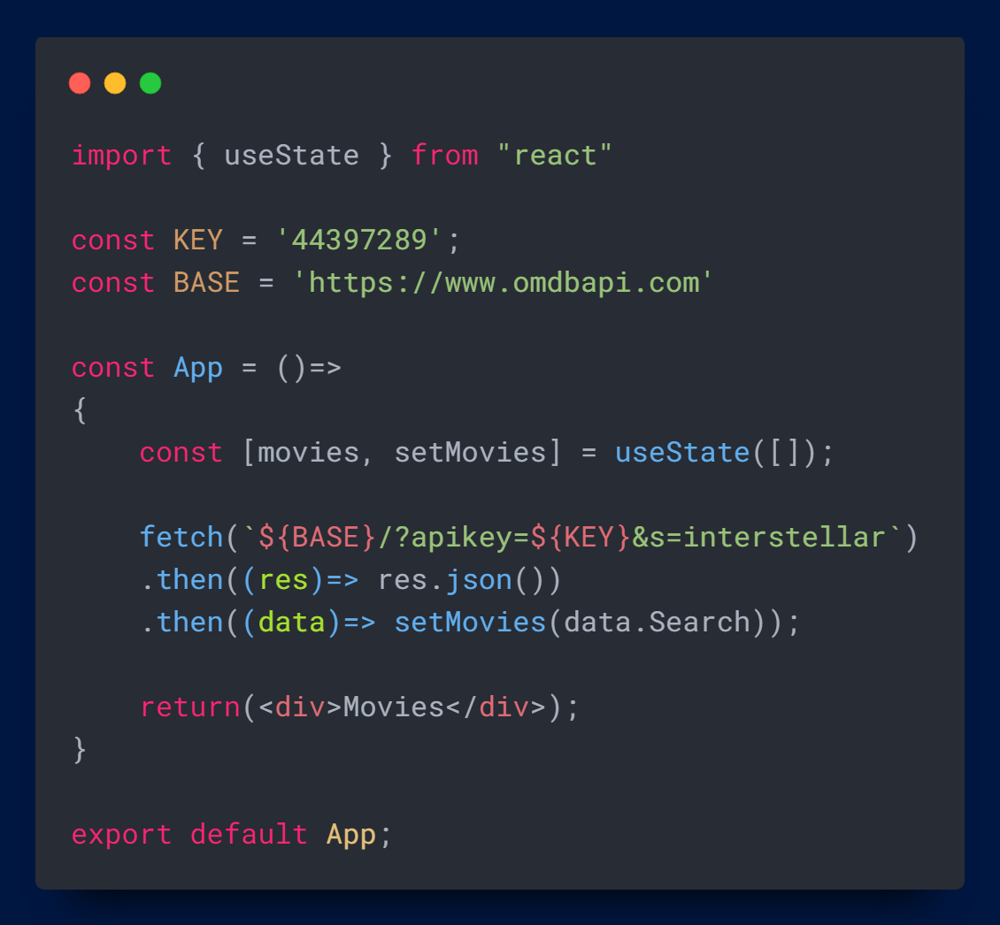 import { useState } from "react"
const KEY = '44397289';
const BASE = 'https://www.omdbapi.com'
const App = ()=>
{
    const [movies, setMovies] = useState([]);
    fetch(`${BASE}/?apikey=${KEY}&s=interstellar`)
    .then((res)=> res.json())
    .then((data)=> setMovies(data.Search));
    return(<div>Movies</div>);
}
export default App;